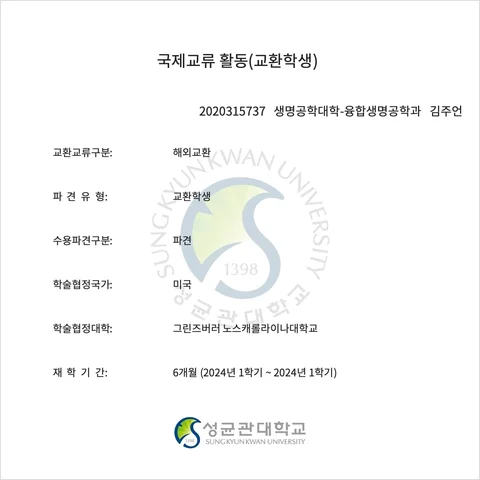 국제교류 활동(교환학생)
2020315737 생명공학대학-융합생명공학과 김주언
교환교류구분: 해외교환
파 견 유 형: 교환학생
수용파견구분: 파견
학술협정국가: 미국
학술협정대학: 그린즈버러 노스캐롤라이나대학교
재 학 기 간: 6개월 (2024년 1학기 ~ 2024년 1학기)
SUNGKYUNKWAN UNIVERSITY
1398
성균관대학교
1398
성균관대학교
SUNGKYUNKWAN UNIVERSITY